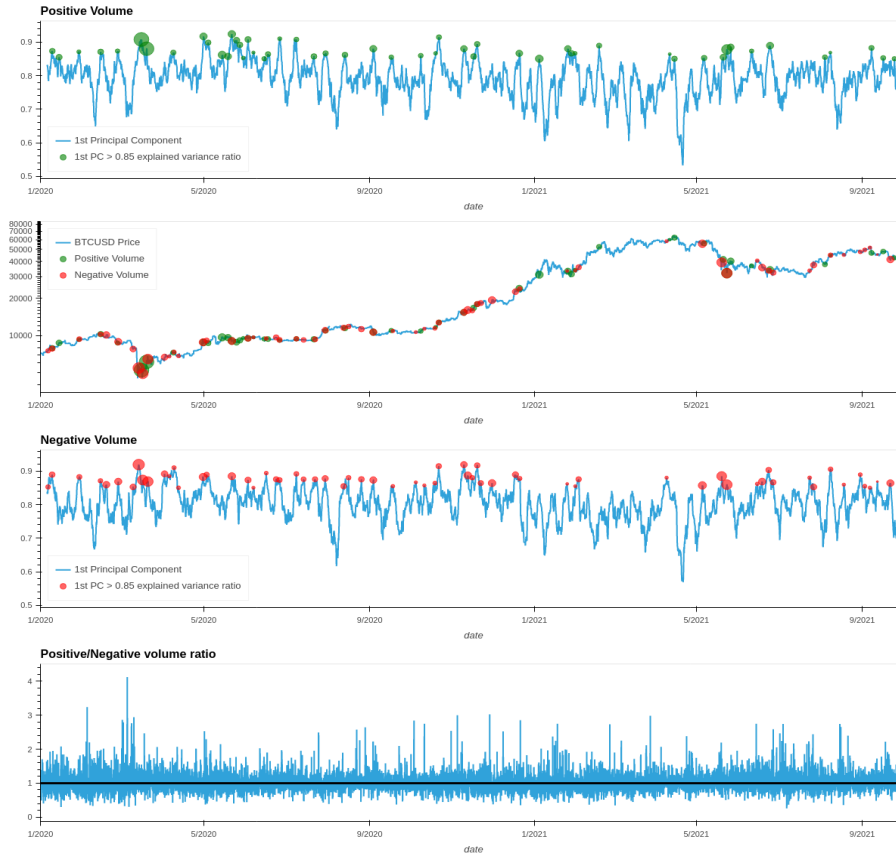 Positive Volume
0.9
0.8
0.7
0.6
0.5
1st Principal Component
1st PC > 0.85 explained variance ratio
1/2020 5/2020 9/2020 1/2021 5/2021 9/2021
date
80000
70000
60000
50000
40000
30000
20000
10000
BTCUSD Price
Positive Volume
Negative Volume
1/2020 5/2020 9/2020 1/2021 5/2021 9/2021
date
Negative Volume
0.9
0.8
0.7
0.6
0.5
1st Principal Component
1st PC > 0.85 explained variance ratio
1/2020 5/2020 9/2020 1/2021 5/2021 9/2021
date
Positive/Negative volume ratio
4
3
2
1
0
1/2020 5/2020 9/2020 1/2021 5/2021 9/2021
date